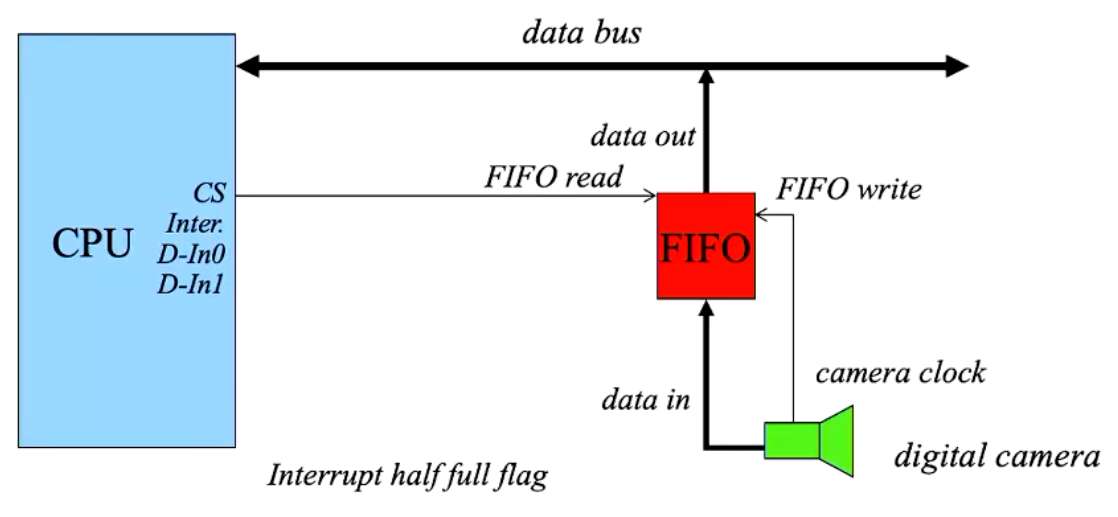 data bus
data out
FIFO read
FIFO write
CS
Inter.
CPU
D-In0
D-In1
FIFO
camera clock
data in
digital camera
Interrupt half full flag